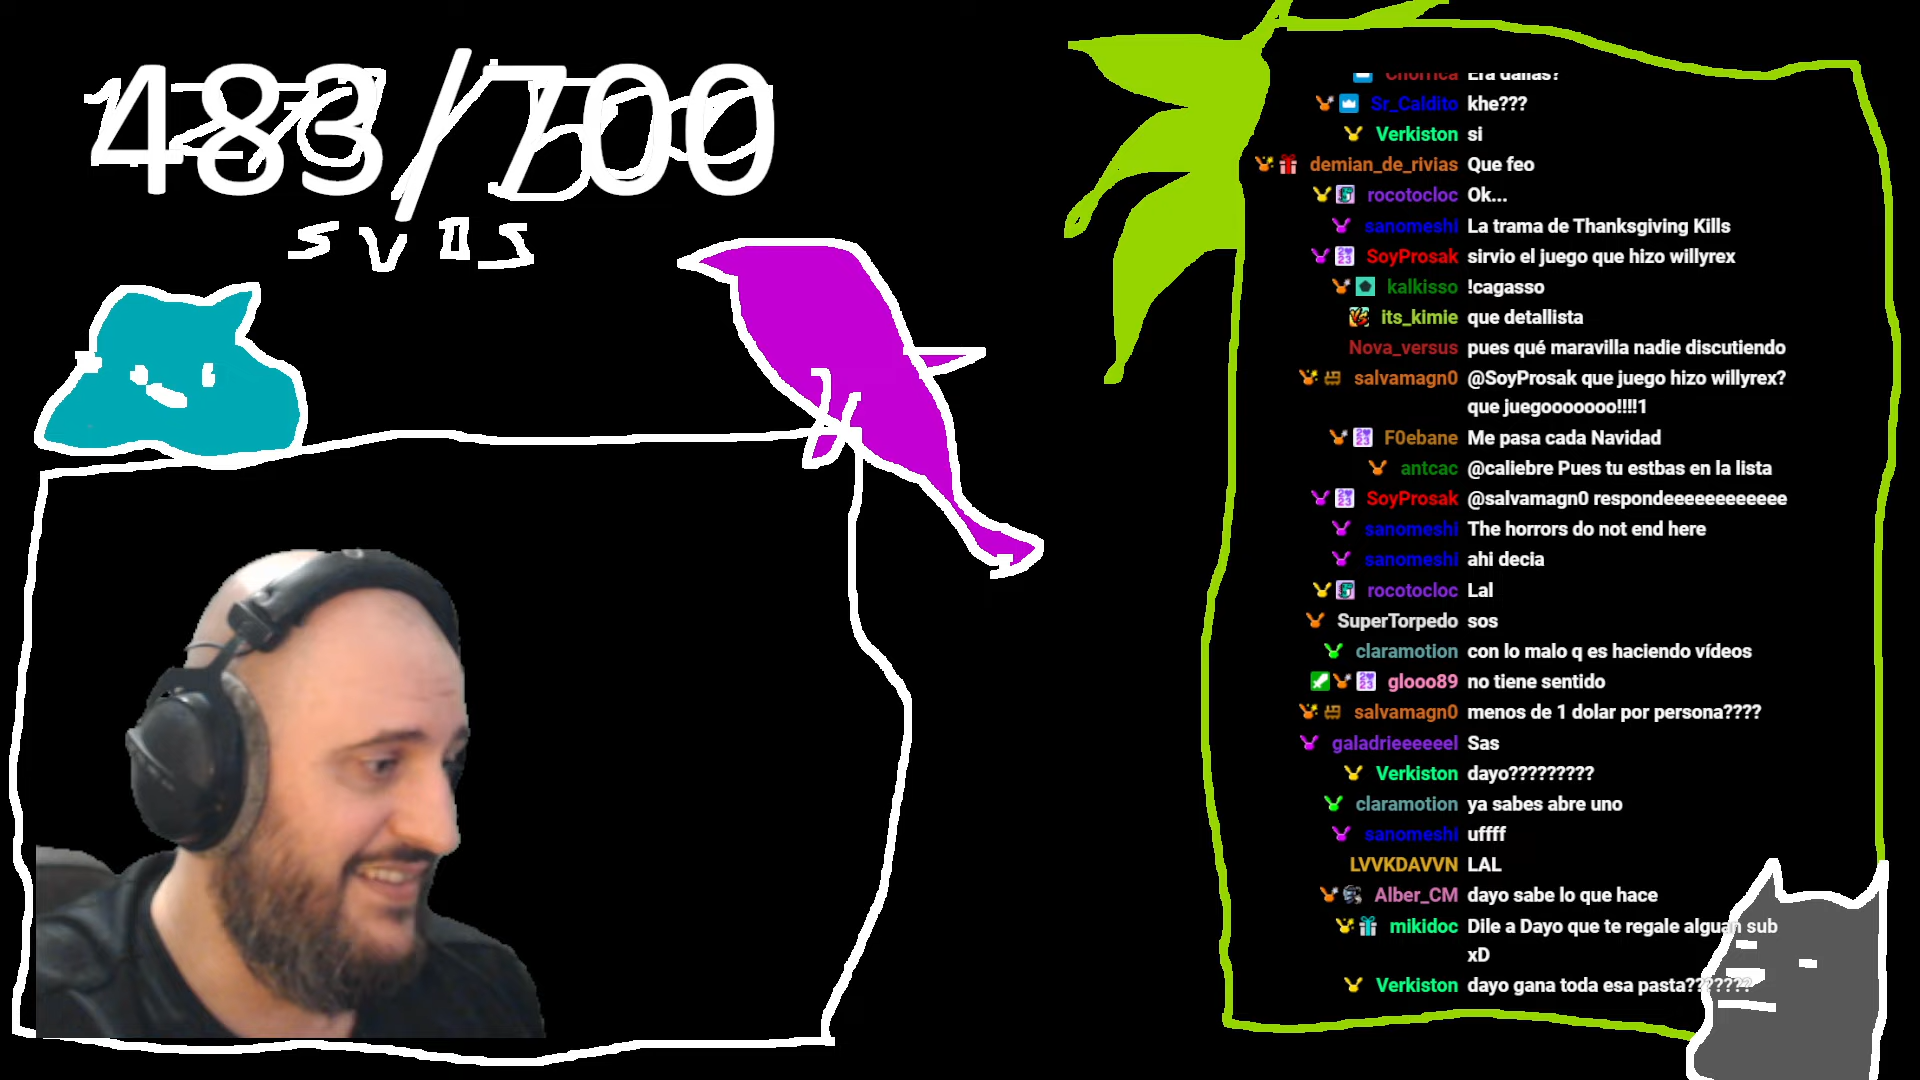 483/700
SUBS
Chorrica Era dallas?
Sr_Caldito khe???
Verkiston si
demian_de_rivias Que feo
rocotocloc Ok...
sanomeshi La trama de Thanksgiving Kills
SoyProsak sirvio el juego que hizo willyrex
kalkisso !cagasso
its_kimie que detallista
Nova_versus pues qué maravilla nadie discutiendo
salvamagn0 @SoyProsak que juego hizo willyrex?
que juegooooooo!!!!1
F0ebane Me pasa cada Navidad
antcac @caliebre Pues tu estbas en la lista
SoyProsak @salvamagn0 respondeeeeeeeeeeee
sanomeshi The horrors do not end here
sanomeshi ahi decia
rocotocloc Lal
SuperTorpedo sos
claramotion con lo malo q es haciendo vídeos
glooo89 no tiene sentido
salvamagn0 menos de 1 dolar por persona????
galadrieeeeeel Sas
Verkiston dayo?????????
claramotion ya sabes abre uno
sanomeshi uffff
LVVKDAVVN LAL
Alber_CM dayo sabe lo que hace
mikidoc Dile a Dayo que te regale alguan sub
xD
Verkiston dayo gana toda esa pasta???????